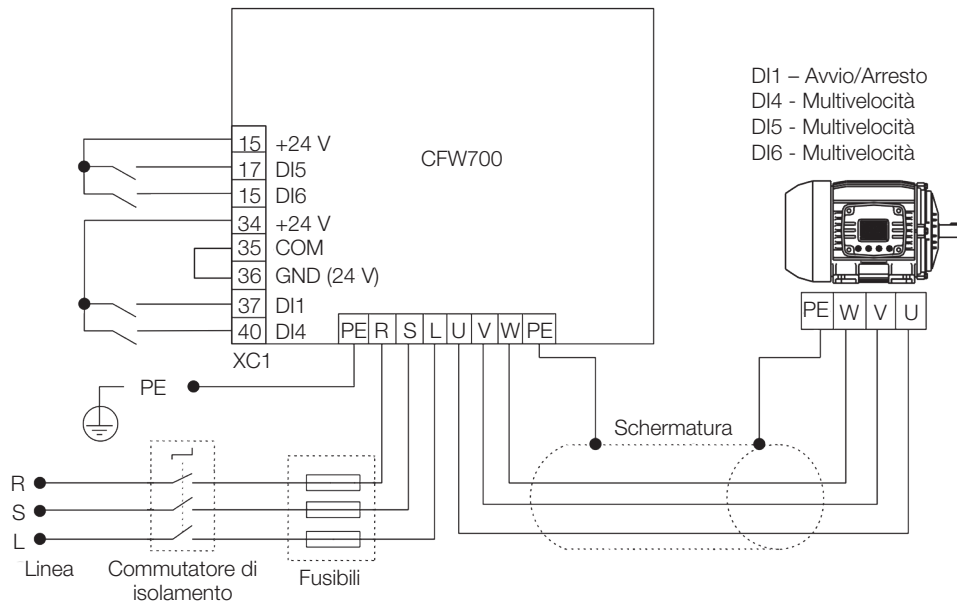 DI1 – Avvio/Arresto
DI4 - Multivelocità
DI5 - Multivelocità
DI6 - Multivelocità
CFW700
15 +24 V
17 DI5
15 DI6
34 +24 V
35 COM
36 GND (24 V)
37 DI1
40 DI4
XC1
PE R S L U V W PE
PE W V U
PE
Schermatura
R
S
L
Linea
Commutatore di
isolamento
Fusibili